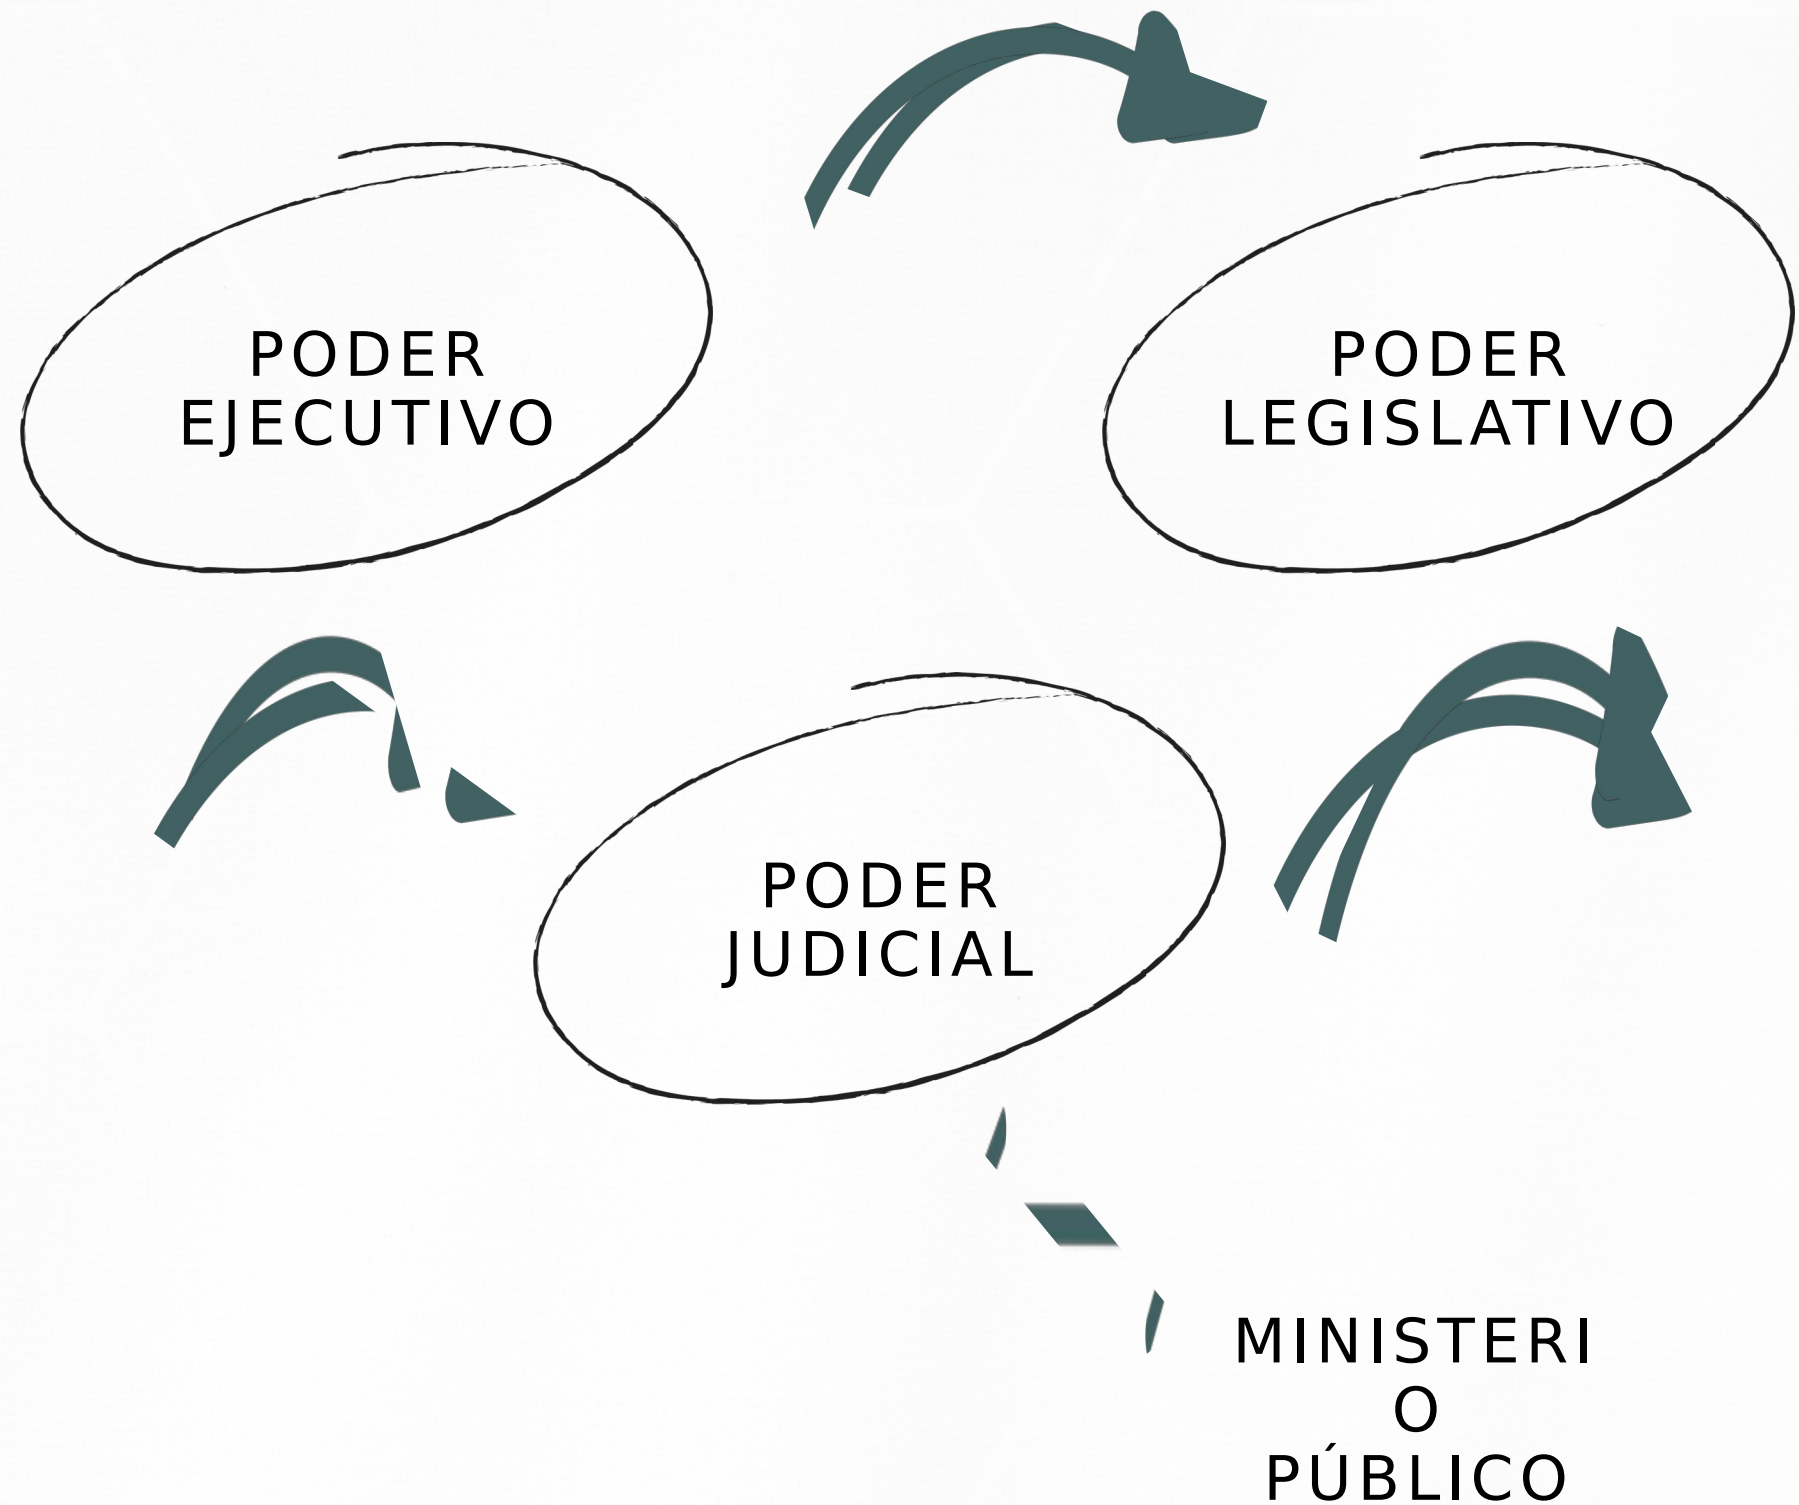 PODER
EJECUTIVO
PODER
LEGISLATIVO
PODER
JUDICIAL
MINISTERI
O
PÚBLICO